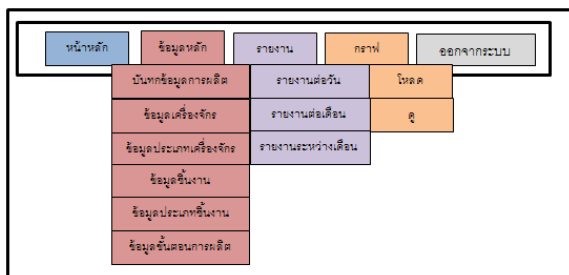 หน้าหลัก ข้อมูลหลัก รายงาน กราฟ ออกจากระบบ
บันทกข้อมูลการผลิต รายงานต่อวัน โหลด
ข้อมูลเครื่องจักร รายงานต่อเดือน ดู
ข้อมูลประเภทเครื่องจักร รายงานระหว่างเดือน
ข้อมูลชิ้นงาน
ข้อมูลประเภทชิ้นงาน
ข้อมูลขั้นตอนการผลิต